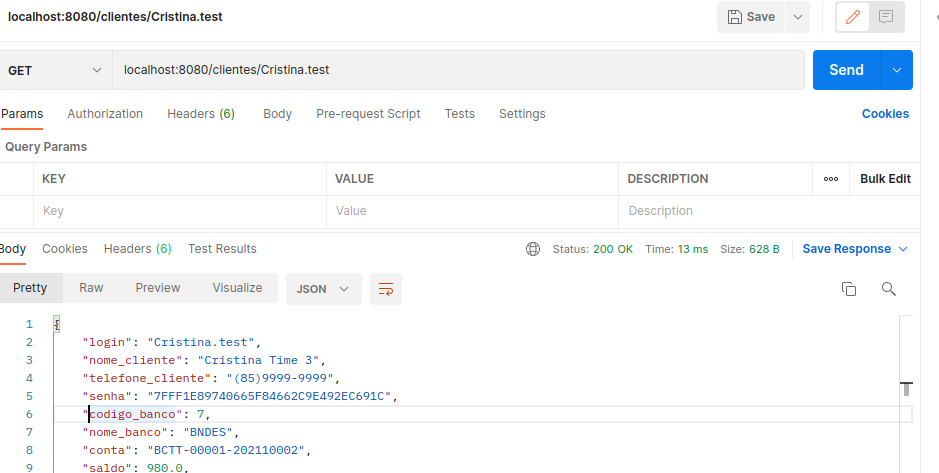 localhost:8080/clientes/Cristina.test
Save
GET localhost:8080/clientes/Cristina.test Send
Params Authorization Headers (6) Body Pre-request Script Tests Settings Cookies
Query Params
KEY VALUE DESCRIPTION ooo Bulk Edit
Key Value Description
Body Cookies Headers (6) Test Results Status: 200 OK Time: 13 ms Size: 628 B Save Response
Pretty Raw Preview Visualize JSON
1 {
2 "login": "Cristina.test",
3 "nome_cliente": "Cristina Time 3",
4 "telefone_cliente": "(85)9999-9999",
5 "senha": "7FFF1E89740665F84662C9E492EC691C",
6 "codigo_banco": 7,
7 "nome_banco": "BNDES",
8 "conta": "BCTT-00001-202110002",
9 "saldo": 980.0,